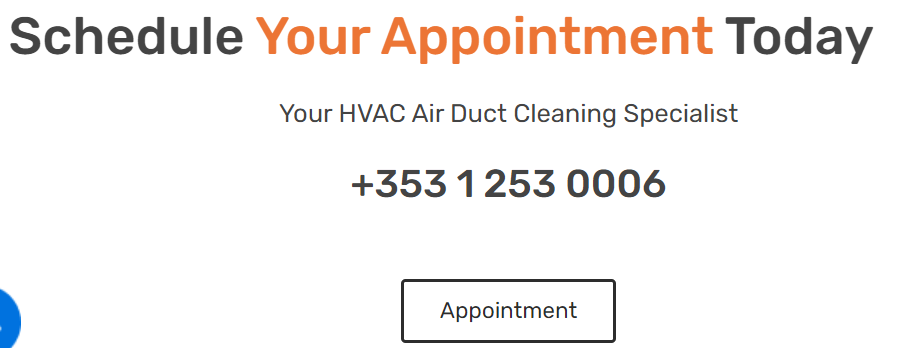 Schedule Your Appointment Today
Your HVAC Air Duct Cleaning Specialist
+353 1 253 0006
Appointment